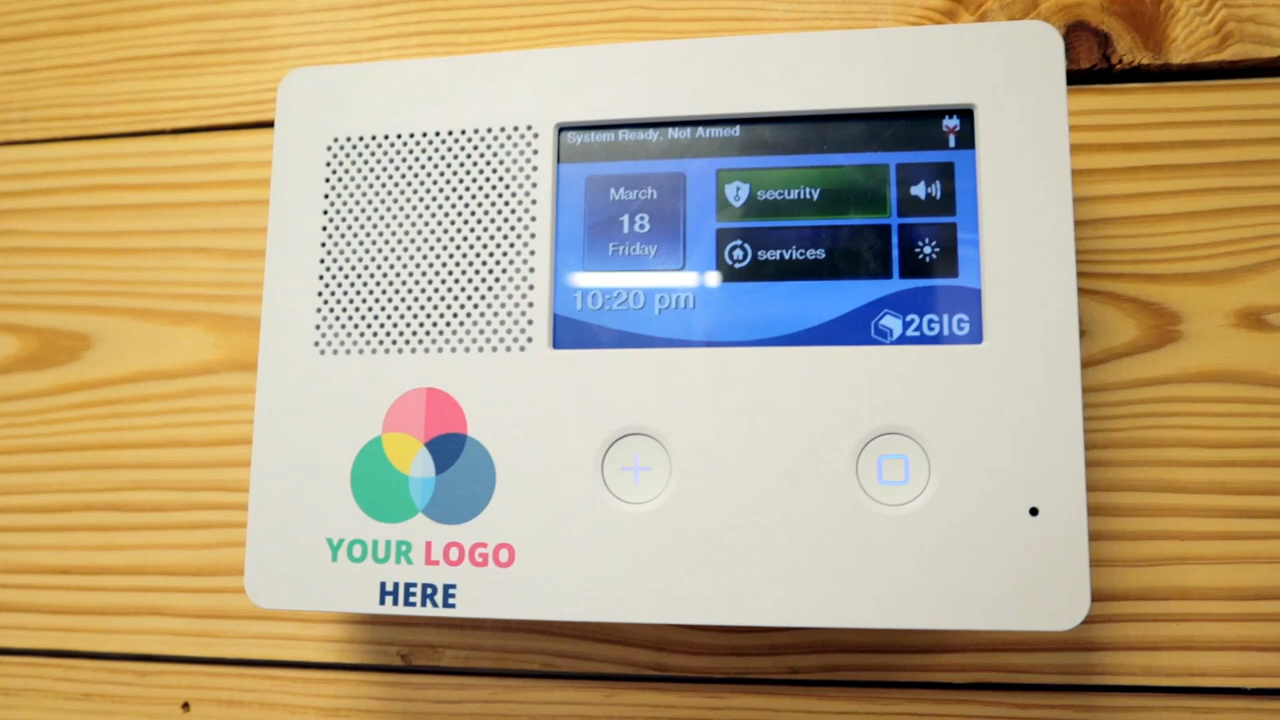 System Ready, Not Armed
March
18
Friday
security
services
10:20 pm
2GIG
YOUR LOGO
HERE